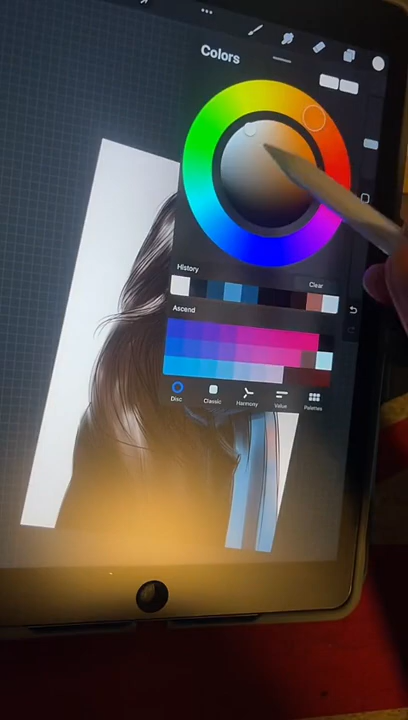 Colors
History
Clear
Ascend
Disc
Classic
Harmony
Value
Palettes